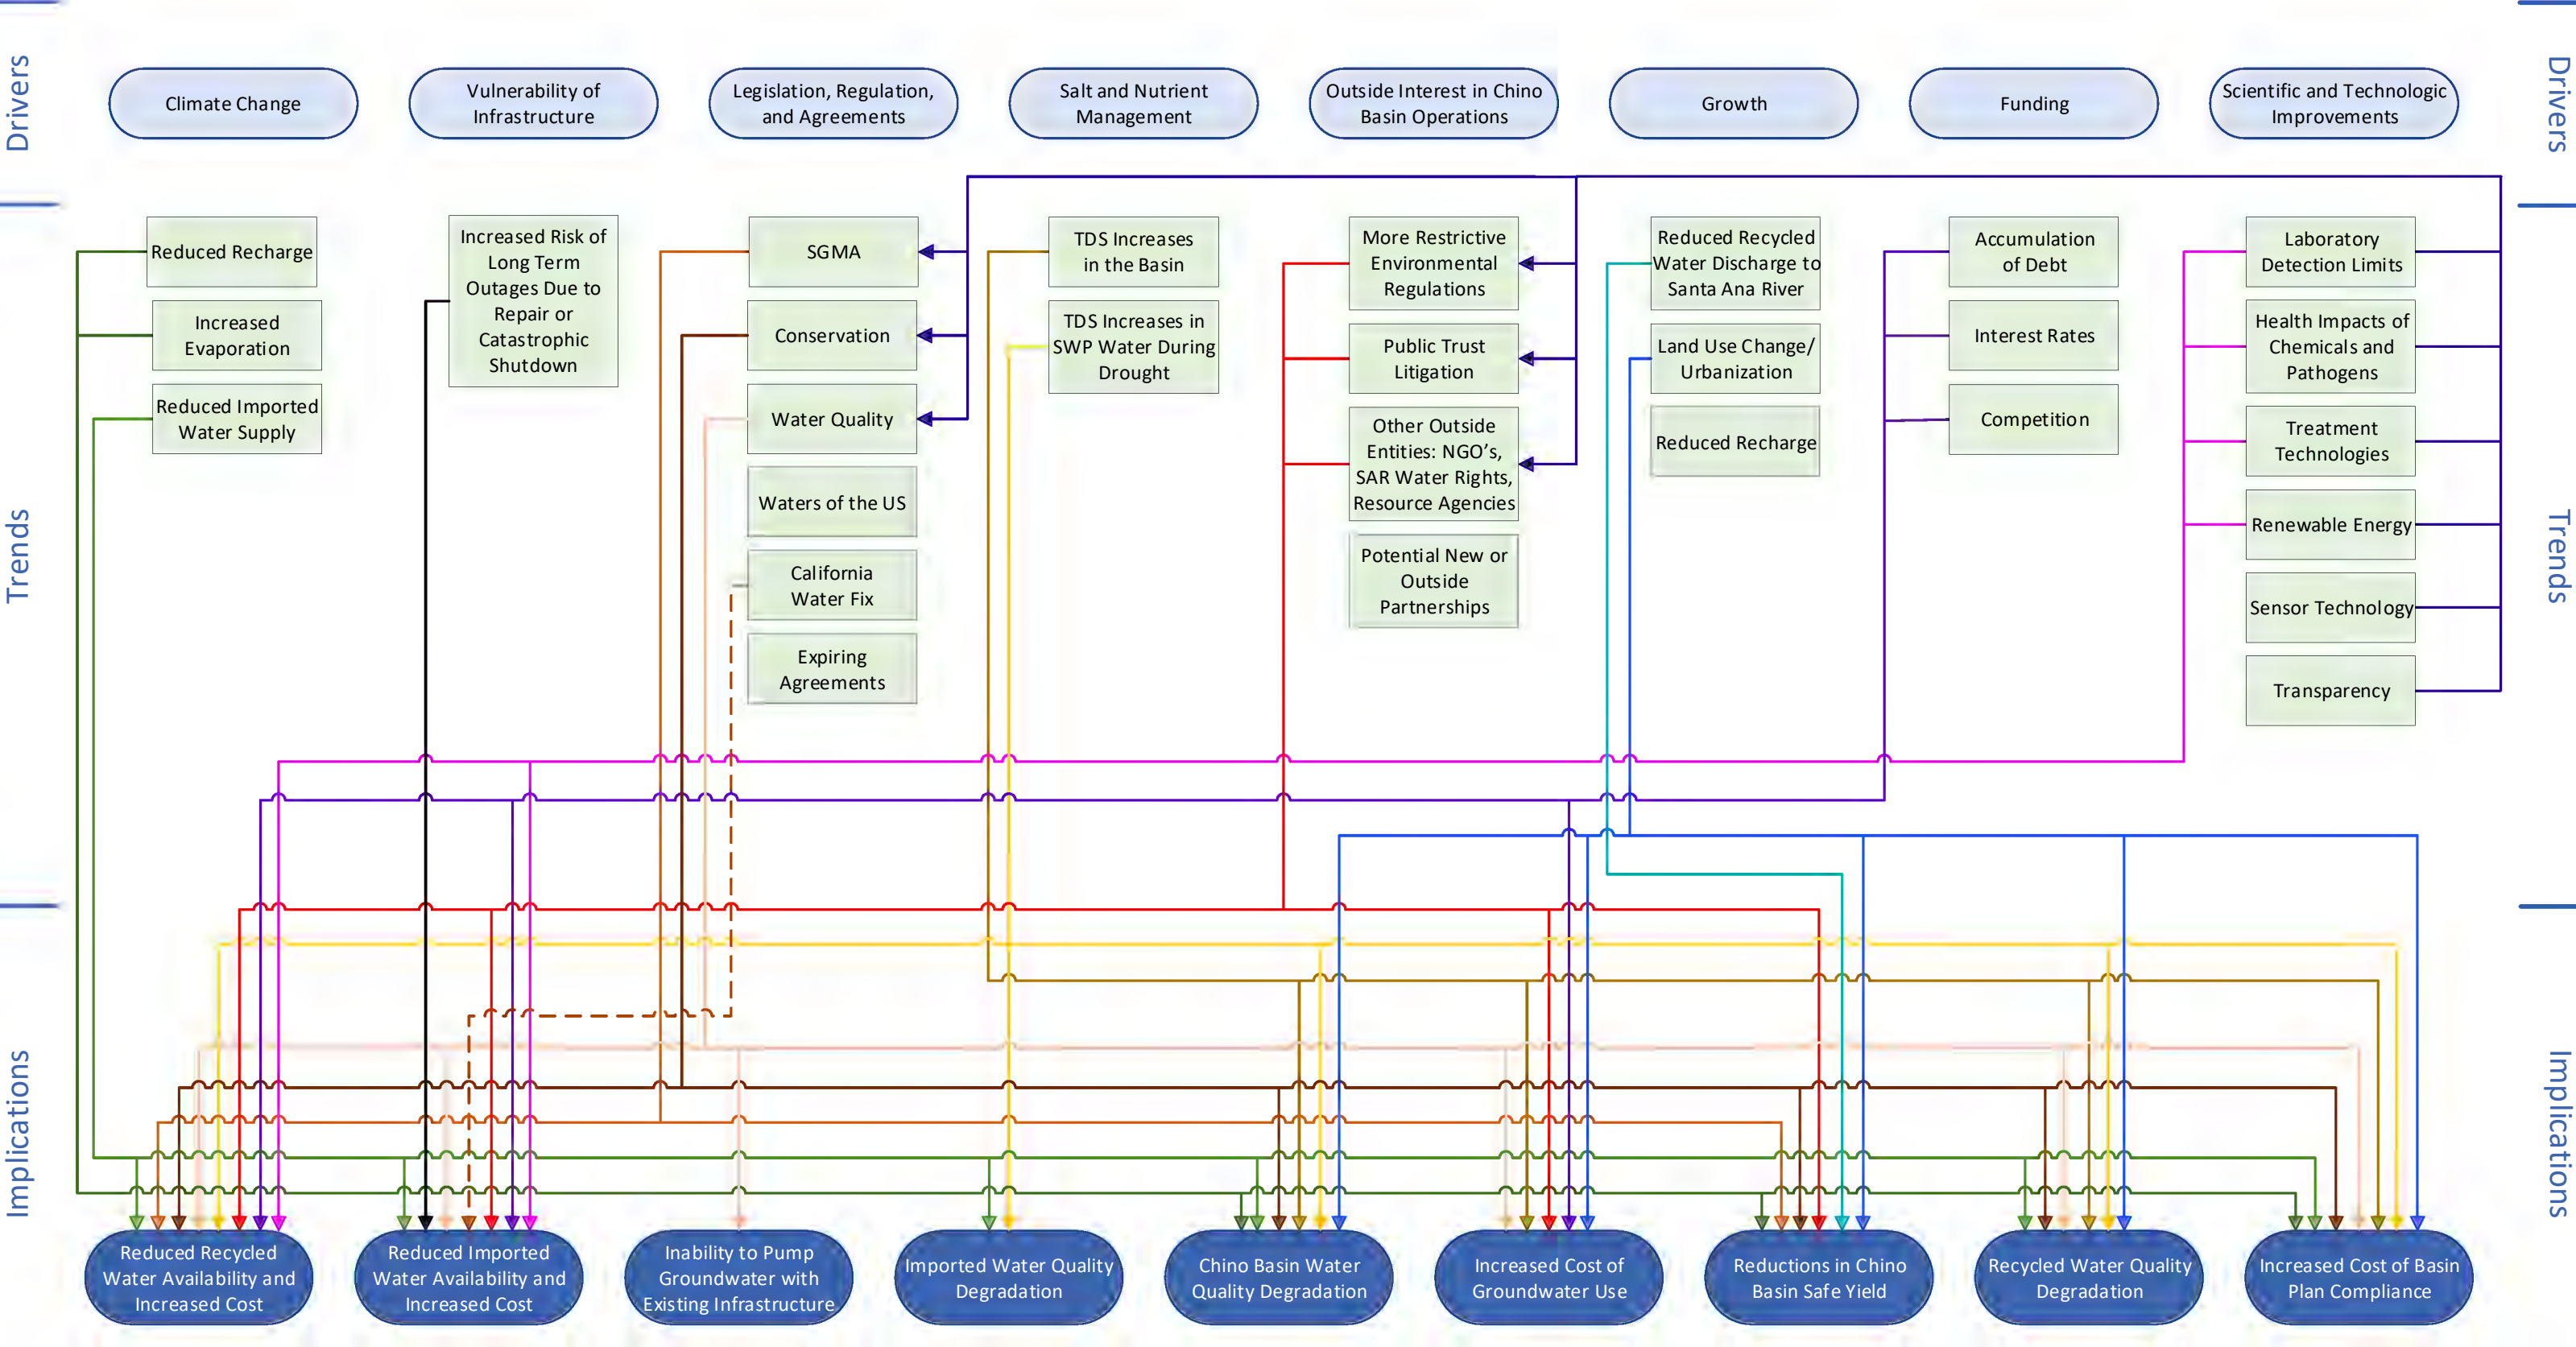 Drivers
Climate Change
Vulnerability of
Infrastructure
Legislation, Regulation,
and Agreements
Salt and Nutrient
Management
Outside Interest in Chino
Basin Operations
Growth
Funding
Scientific and Technologic
Improvements
Drivers
Trends
Reduced Recharge
Increased
Evaporation
Reduced Imported
Water Supply
Increased Risk of
Long Term
Outages Due to
Repair or
Catastrophic
Shutdown
SGMA
Conservation
Water Quality
Waters of the US
California
Water Fix
Expiring
Agreements
TDS Increases
in the Basin
TDS Increases in
SWP Water During
Drought
More Restrictive
Environmental
Regulations
Public Trust
Litigation
Other Outside
Entities: NGO's,
SAR Water Rights,
Resource Agencies
Potential New or
Outside
Partnerships
Reduced Recycled
Water Discharge to
Santa Ana River
Land Use Change/
Urbanization
Reduced Recharge
Accumulation
of Debt
Interest Rates
Competition
Laboratory
Detection Limits
Health Impacts of
Chemicals and
Pathogens
Treatment
Technologies
Renewable Energy
Sensor Technology
Transparency
Trends
Implications
Reduced Recycled
Water Availability and
Increased Cost
Reduced Imported
Water Availability and
Increased Cost
Inability to Pump
Groundwater with
Existing Infrastructure
Imported Water Quality
Degradation
Chino Basin Water
Quality Degradation
Increased Cost of
Groundwater Use
Reductions in Chino
Basin Safe Yield
Recycled Water Quality
Degradation
Increased Cost of Basin
Plan Compliance
Implications